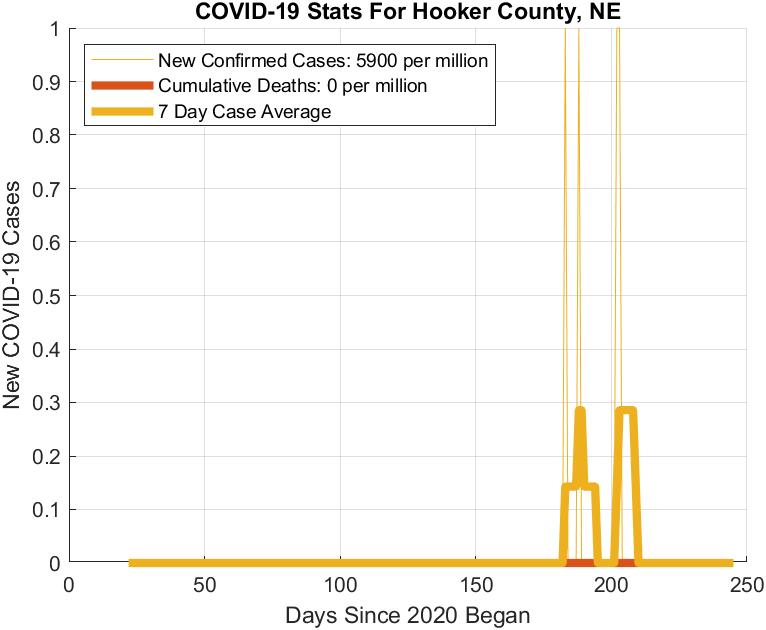 COVID-19 Stats For Hooker County, NE
New Confirmed Cases: 5900 per million
Cumulative Deaths: 0 per million
7 Day Case Average
New COVID-19 Cases
1
0.9
0.8
0.7
0.6
0.5
0.4
0.3
0.2
0.1
0
0 50 100 150 200 250
Days Since 2020 Began